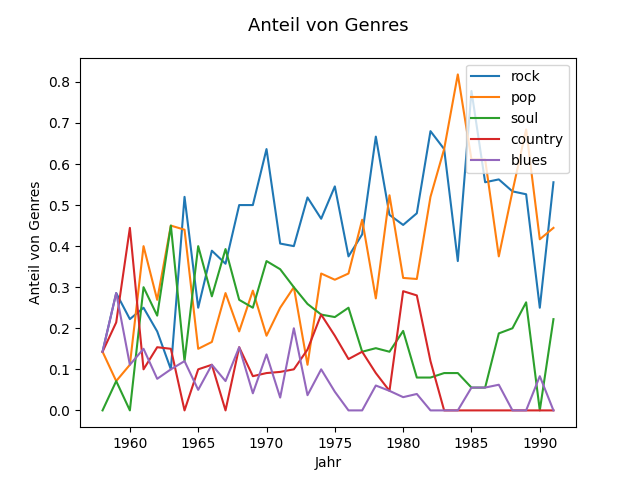 Anteil von Genres
rock
pop
soul
country
blues
0.8
0.7
0.6
0.5
0.4
0.3
0.2
0.1
0.0
Anteil von Genres
1960 1965 1970 1975 1980 1985 1990
Jahr